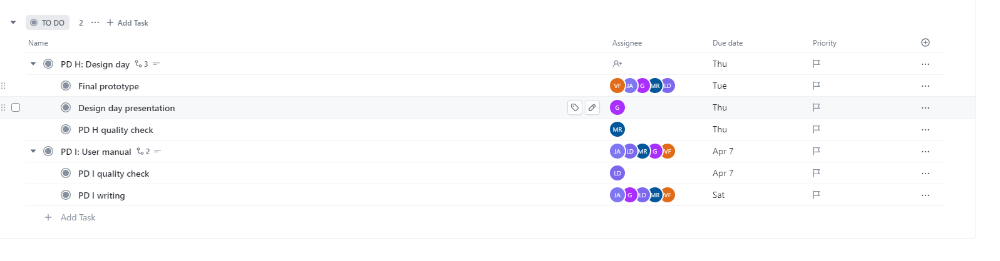 TO DO 2 ... + Add Task
Name Assignee Due date Priority
PD H: Design day 3 Thu ...
Final prototype VF JA G MR LD Tue ...
Design day presentation G Thu ...
PD H quality check MR Thu ...
PD I: User manual 2 JA LD MR G VF Apr 7 ...
PD I quality check LD Apr 7 ...
PD I writing JA G LD MR VF Sat ...
+ Add Task